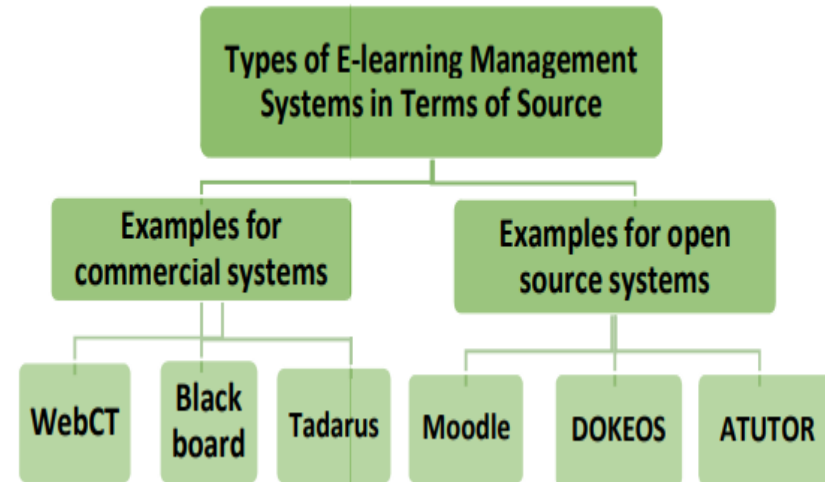 Types of E-learning Management
Systems in Terms of Source
Examples for
commercial systems
Examples for open
source systems
WebCT
Black
board
Tadarus
Moodle
DOKEOS
ATUTOR